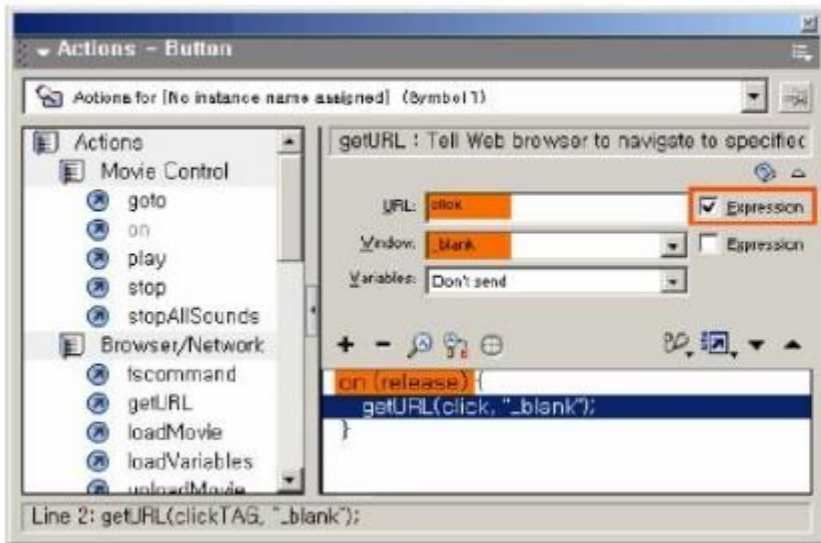 Actions - Button
Actions for [No instance name assigned] (Symbol 1)
Actions
Movie Control
goto
on
play
stop
stopAllSounds
Browser/Network
fscommand
getURL
loadMovie
loadVariables
unloadMovie
getURL : Tell Web browser to navigate to specified
URL: click
Expression
Window: _blank
Expression
Variables: Don't send
on (release) {
getURL(click, "_blank");
}
Line 2: getURL(clickTAG, "_blank");